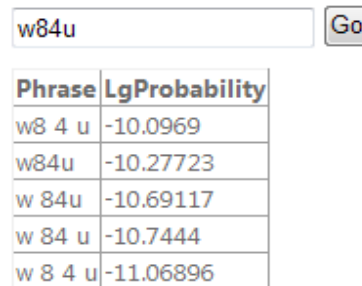 w84u Go
Phrase LgProbability
w8 4 u -10.0969
w84u -10.27723
w 84u -10.69117
w 84 u -10.7444
w 8 4 u -11.06896